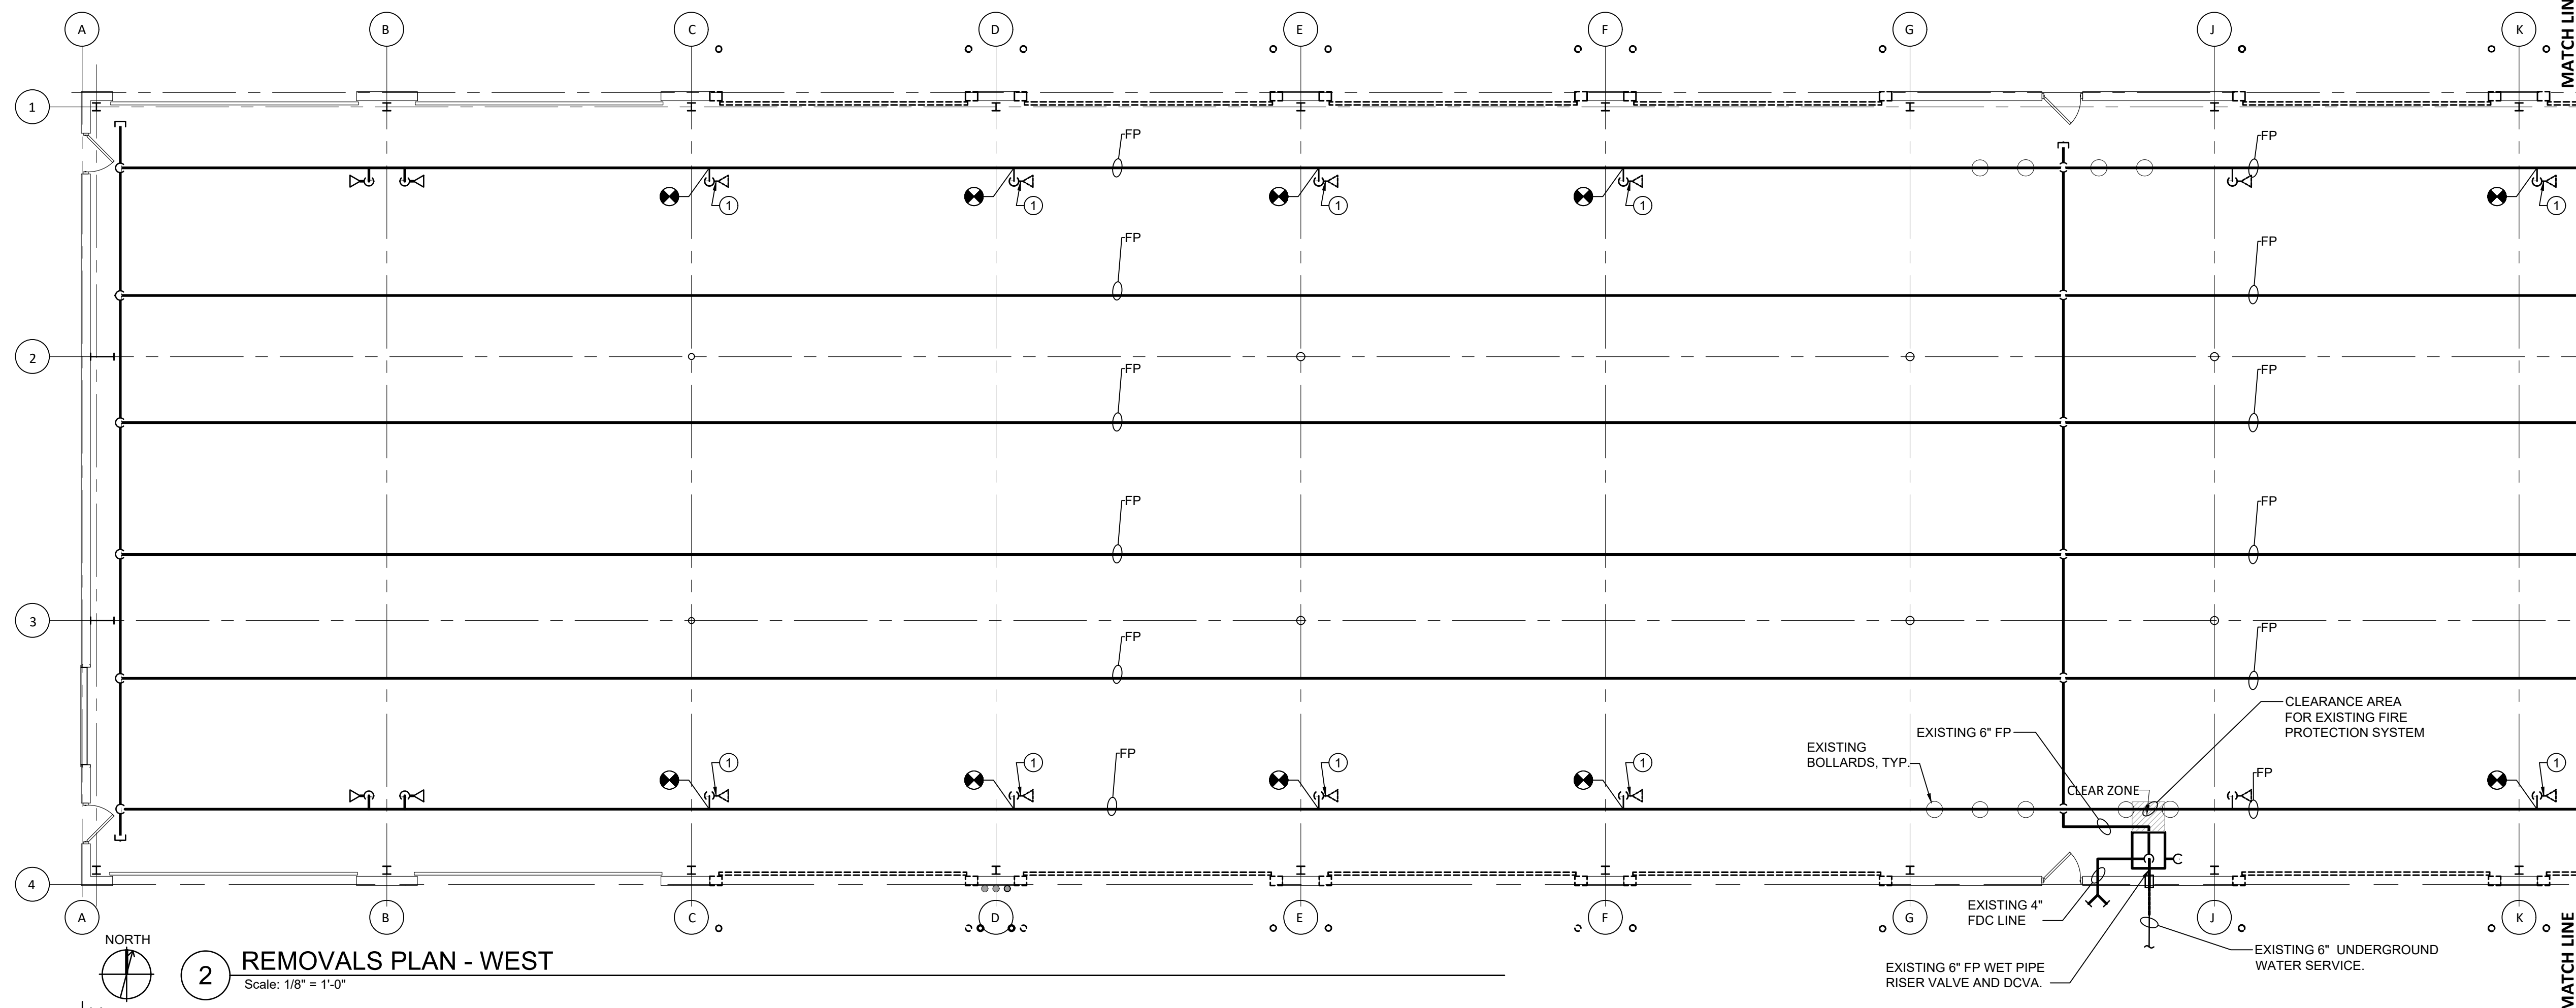 A B C D E F G J K
MATCH LINE
1
FP FP
1 1 1 1 1
FP FP
2
FP FP
FP FP
3
FP FP
CLEARANCE AREA
FOR EXISTING FIRE
PROTECTION SYSTEM
EXISTING 6" FP
EXISTING
BOLLARDS, TYP.
1 1 1 1 1
FP FP
CLEAR ZONE
4
A B C D E F G J K
EXISTING 4"
FDC LINE
EXISTING 6" UNDERGROUND
WATER SERVICE.
EXISTING 6" FP WET PIPE
RISER VALVE AND DCVA.
MATCH LINE
NORTH
2
REMOVALS PLAN - WEST
Scale: 1/8" = 1'-0"